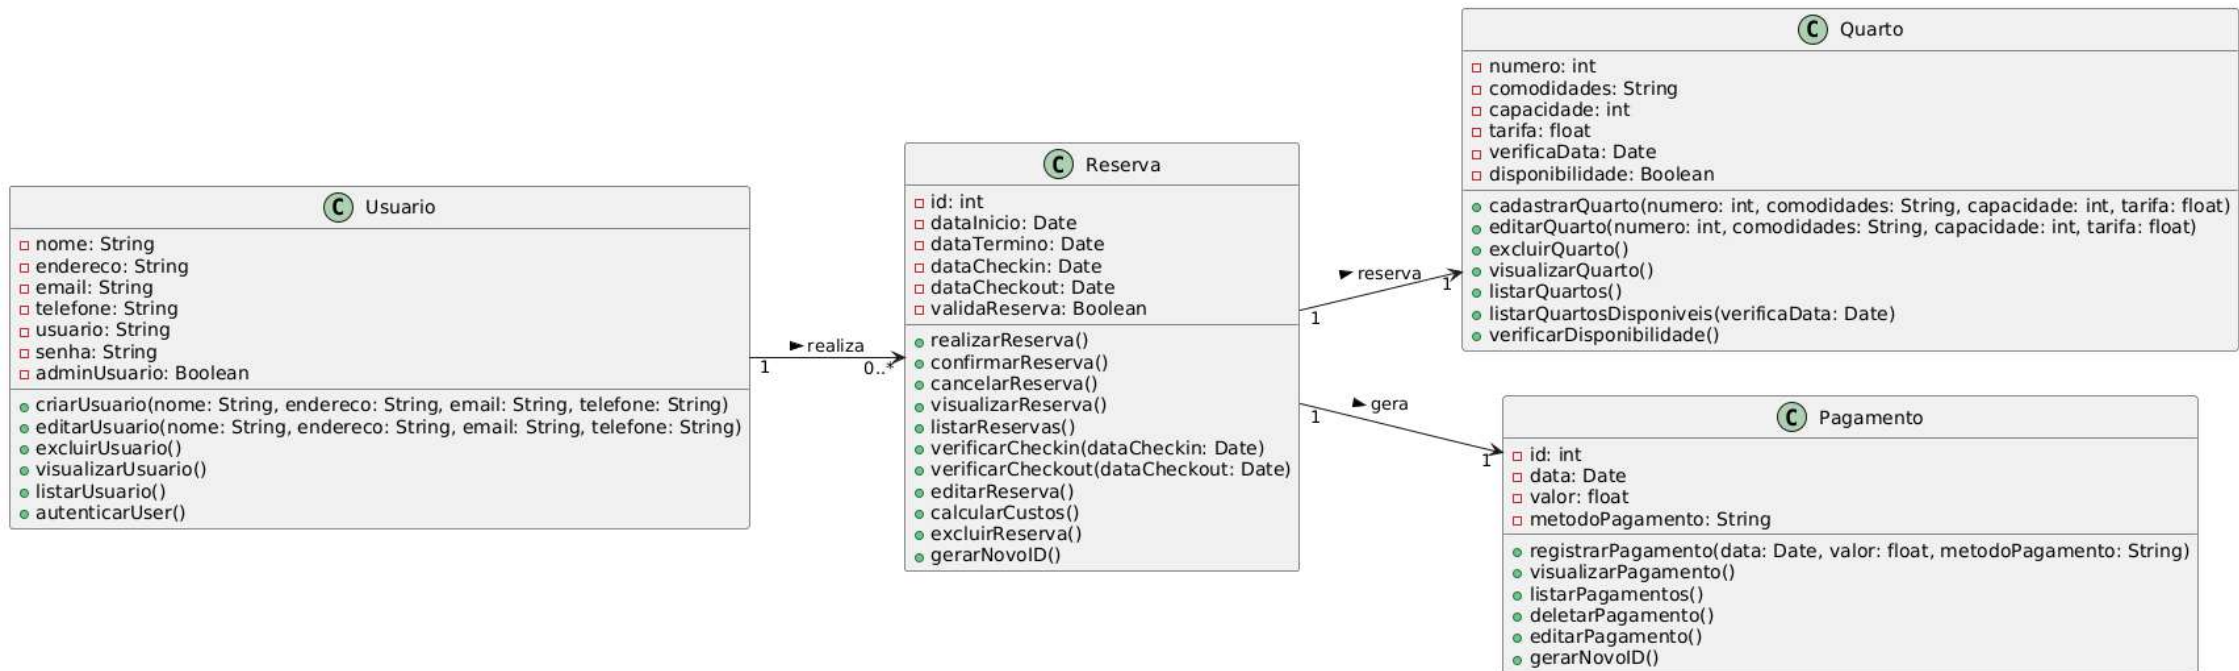 C Usuario
nome: String
endereco: String
email: String
telefone: String
usuario: String
senha: String
adminUsuario: Boolean
criarUsuario(nome: String, endereco: String, email: String, telefone: String)
editarUsuario(nome: String, endereco: String, email: String, telefone: String)
excluirUsuario()
visualizarUsuario()
listarUsuario()
autenticarUser()
realiza
1
0..*
C Reserva
id: int
dataInicio: Date
dataTermino: Date
dataCheckin: Date
dataCheckout: Date
validaReserva: Boolean
realizarReserva()
confirmarReserva()
cancelarReserva()
visualizarReserva()
listarReservas()
verificarCheckin(dataCheckin: Date)
verificarCheckout(dataCheckout: Date)
editarReserva()
calcularCustos()
excluirReserva()
gerarNovoID()
reserva
1
1
C Quarto
numero: int
comodidades: String
capacidade: int
tarifa: float
verificaData: Date
disponibilidade: Boolean
cadastrarQuarto(numero: int, comodidades: String, capacidade: int, tarifa: float)
editarQuarto(numero: int, comodidades: String, capacidade: int, tarifa: float)
excluirQuarto()
visualizarQuarto()
listarQuartos()
listarQuartosDisponiveis(verificaData: Date)
verificarDisponibilidade()
gera
1
1
C Pagamento
id: int
data: Date
valor: float
metodoPagamento: String
registrarPagamento(data: Date, valor: float, metodoPagamento: String)
visualizarPagamento()
listarPagamentos()
deletarPagamento()
editarPagamento()
gerarNovoID()